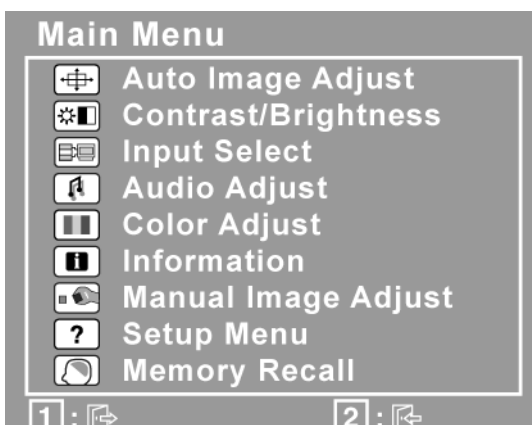 Main Menu
Auto Image Adjust
Contrast/Brightness
Input Select
Audio Adjust
Color Adjust
i Information
Manual Image Adjust
? Setup Menu
Memory Recall
1 : 2 :